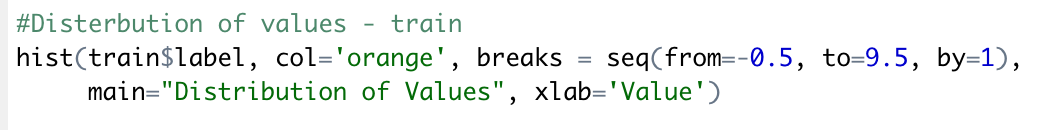 #Disterbution of values - train
hist(train$label, col='orange', breaks = seq(from=-0.5, to=9.5, by=1),
main="Distribution of Values", xlab='Value')